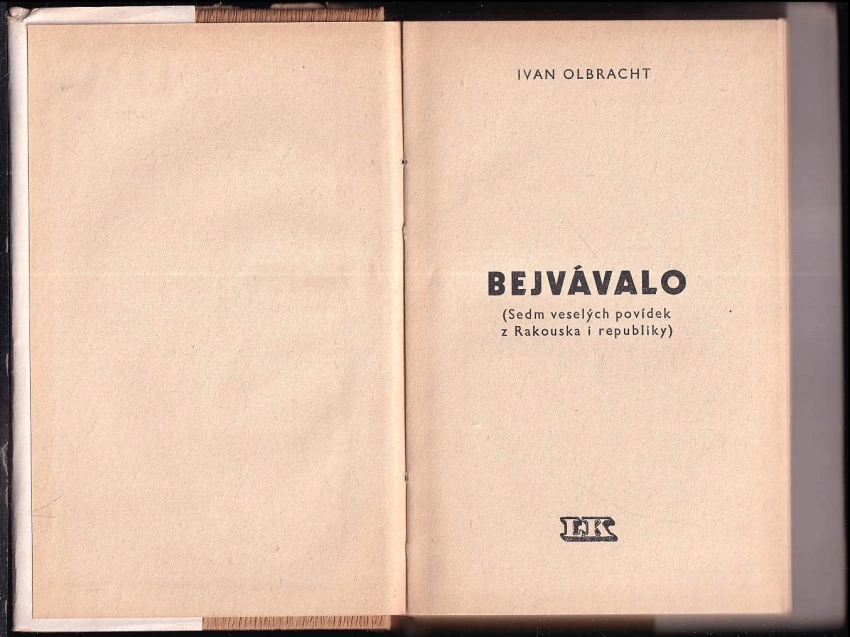 IVAN OLBRACHT
BEJVÁVALO
(Sedm veselých povídek
z Rakouska i republiky)
LK